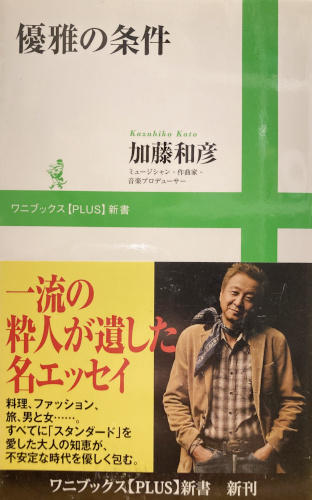 優雅の条件
Kazuhiko Kato
加藤和彦
ミュージシャン・作曲家・
音楽プロデューサー
ワニブックス【PLUS】新書
一流の
粋人が遺した
名エッセイ
料理、ファッション、
旅、男と女……。
すべてに「スタンダード」を
愛した大人の知恵が、
不安定な時代を優しく包む。
ワニブックス【PLUS】新書 新刊